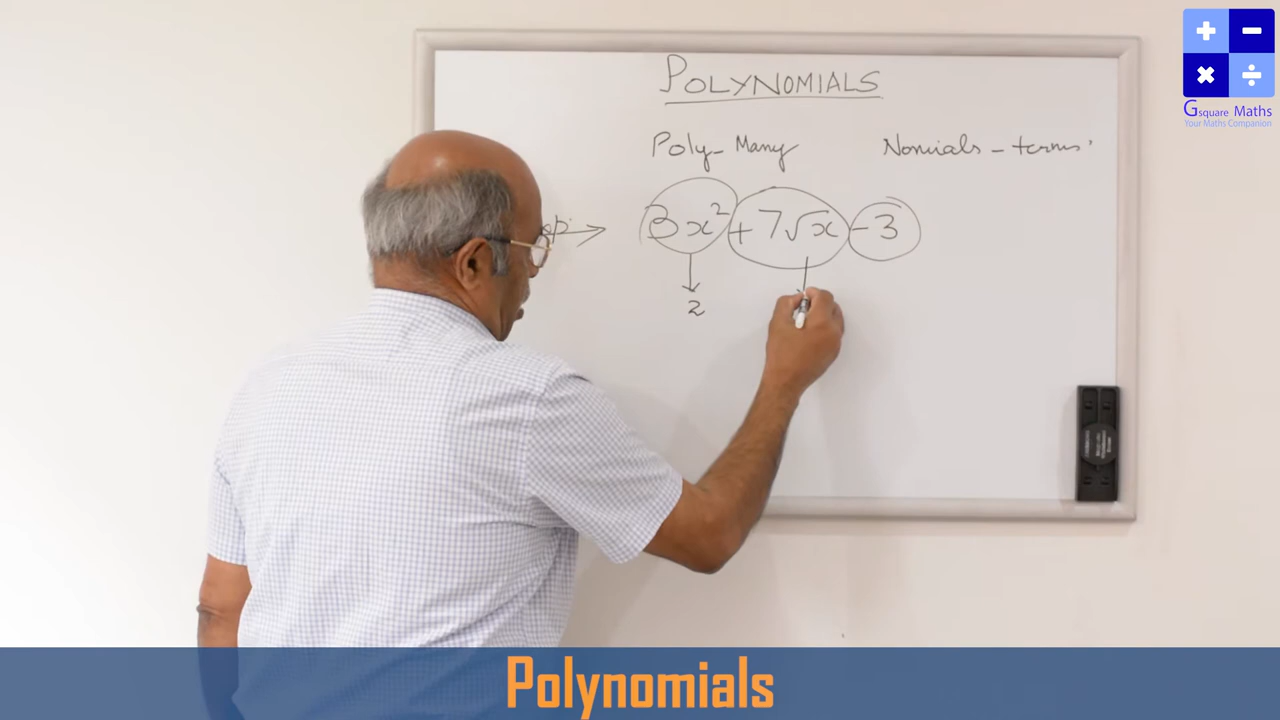 POLYNOMIALS
Poly - Many Nomials - terms
3x² + 7√x - 3
2
Gsquare Maths
Your Maths Companion
Polynomials